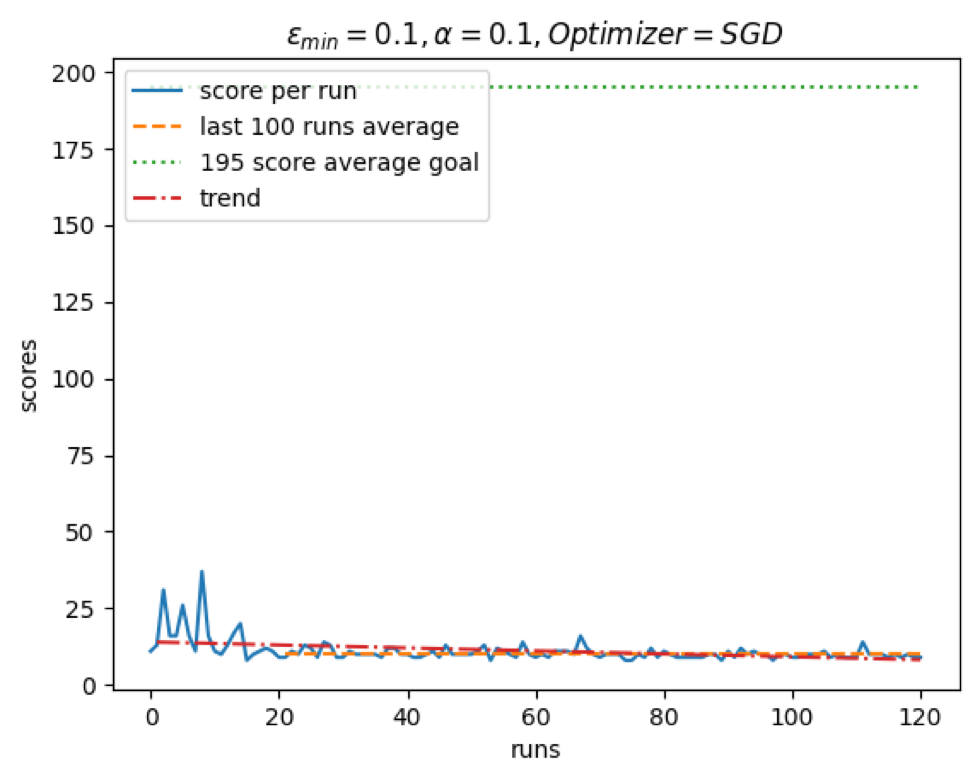 ε_min = 0.1, α = 0.1, Optimizer = SGD
200
175
150
125
100
75
50
25
0
scores
score per run
last 100 runs average
195 score average goal
trend
0 20 40 60 80 100 120
runs